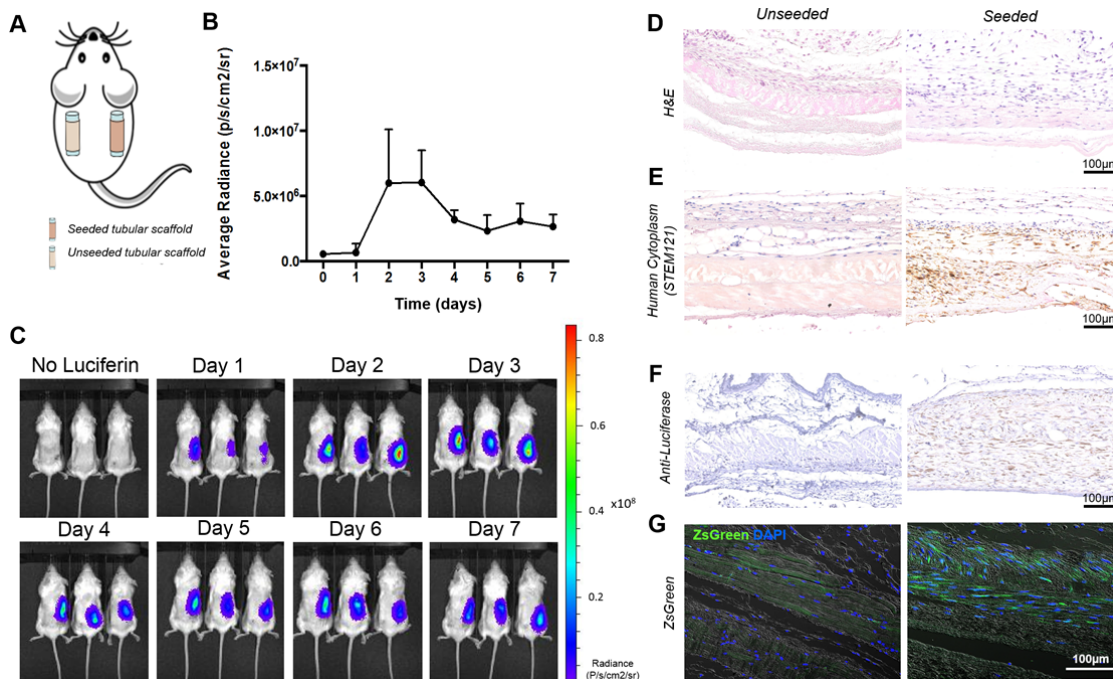 A
Seeded tubular scaffold
Unseeded tubular scaffold
B
Average Radiance (p/s/cm2/sr)
1.5×10⁷
1.0×10⁷
5.0×10⁶
0.0
0 1 2 3 4 5 6 7
Time (days)
C
No Luciferin
Day 1
Day 2
Day 3
Day 4
Day 5
Day 6
Day 7
0.8
0.6
x10⁸
0.4
0.2
Radiance
(P/s/cm2/sr)
Unseeded
Seeded
D
H&E
100μm
E
Human Cytoplasm
(STEM121)
100μm
F
Anti-Luciferase
100μm
G
ZsGreen
ZsGreen DAPI
100μm